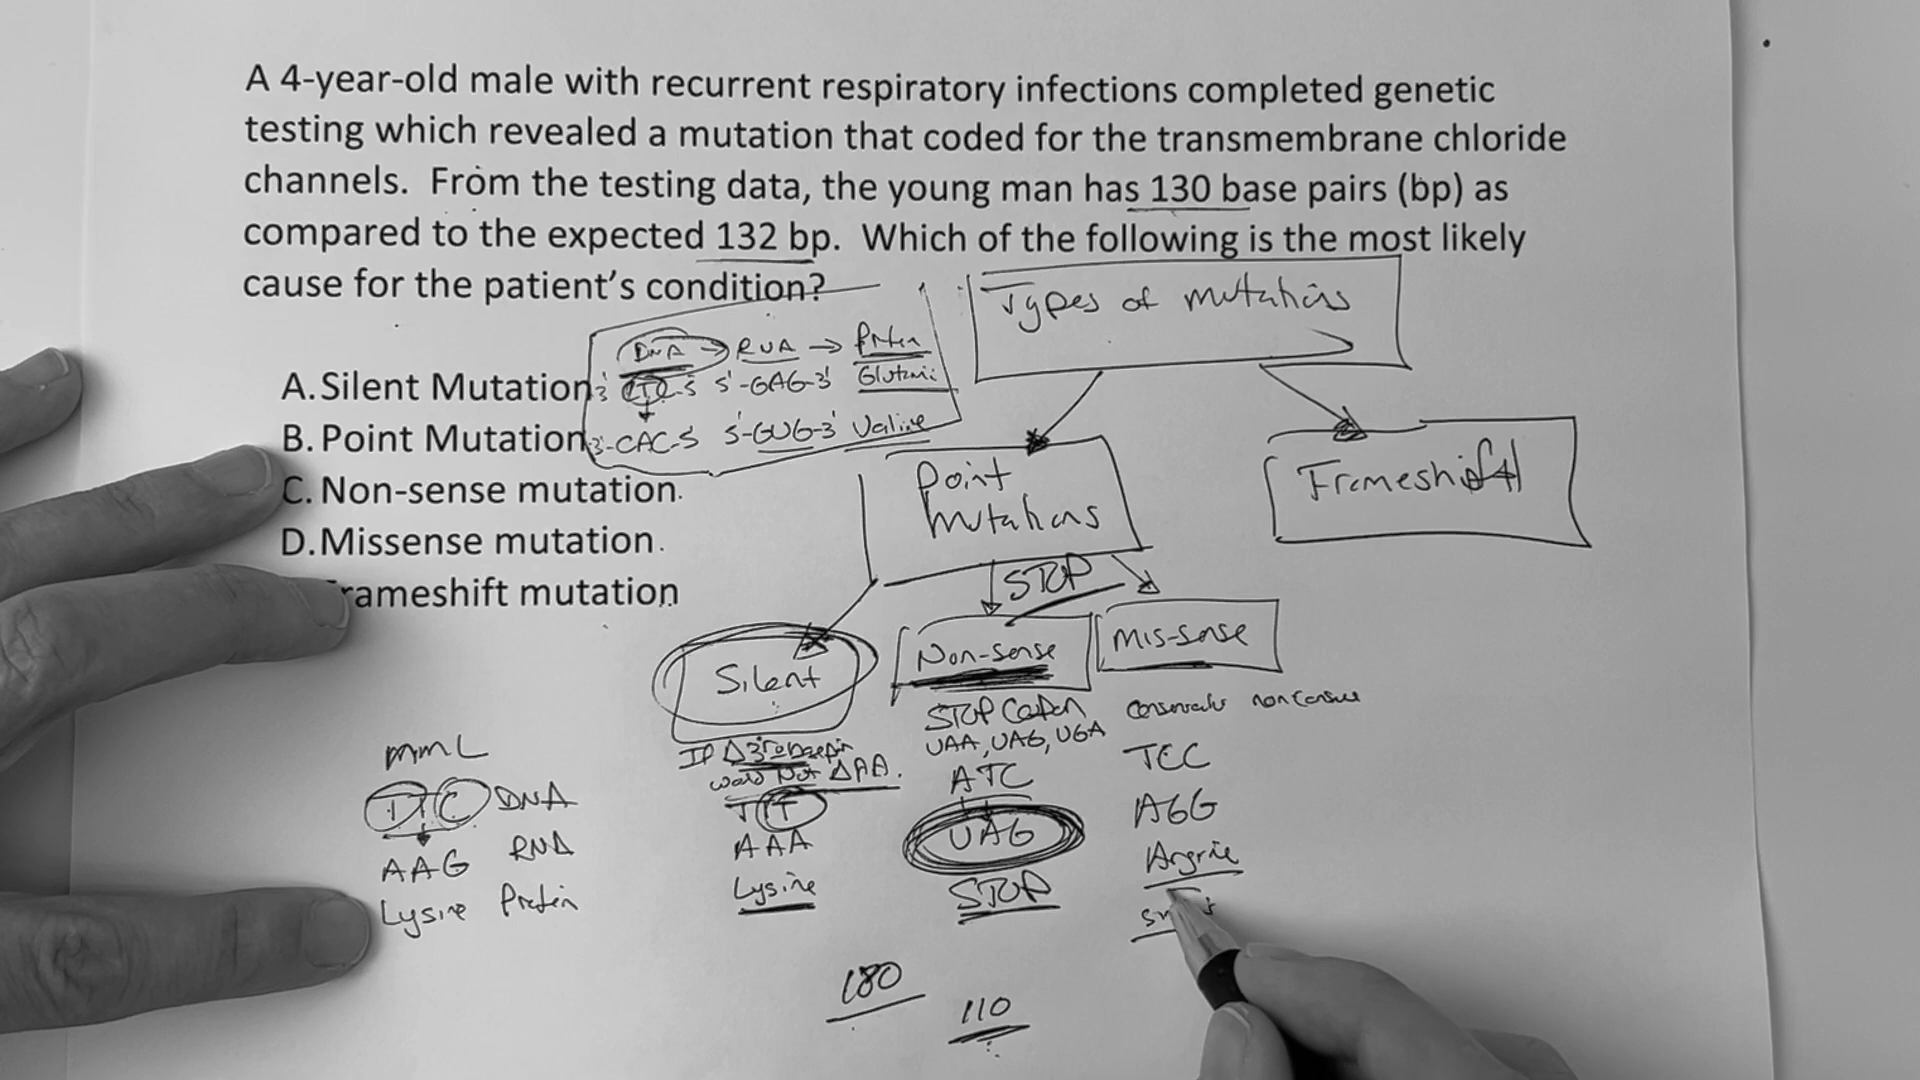 A 4-year-old male with recurrent respiratory infections completed genetic
testing which revealed a mutation that coded for the transmembrane chloride
channels. From the testing data, the young man has 130 base pairs (bp) as
compared to the expected 132 bp. Which of the following is the most likely
cause for the patient's condition?
Types of mutations
DNA → RNA → Protein
A. Silent Mutation
5'-GAG-3'
B. Point Mutation
3'-CAC-5 5'-GUG-3' Valine
C. Non-sense mutation.
D. Missense mutation.
rameshift mutation
Point
mutations
Frameshift
STOP
Silent
Non-sense
Mis-sense
STOP Codon
UAA, UAG, UGA
would Not ΔAA.
TTT
AAA
Lysine
ATC
UAG
STOP
TCC
AGG
TTC DNA
AAG RNA
Lysine Protein
180
110